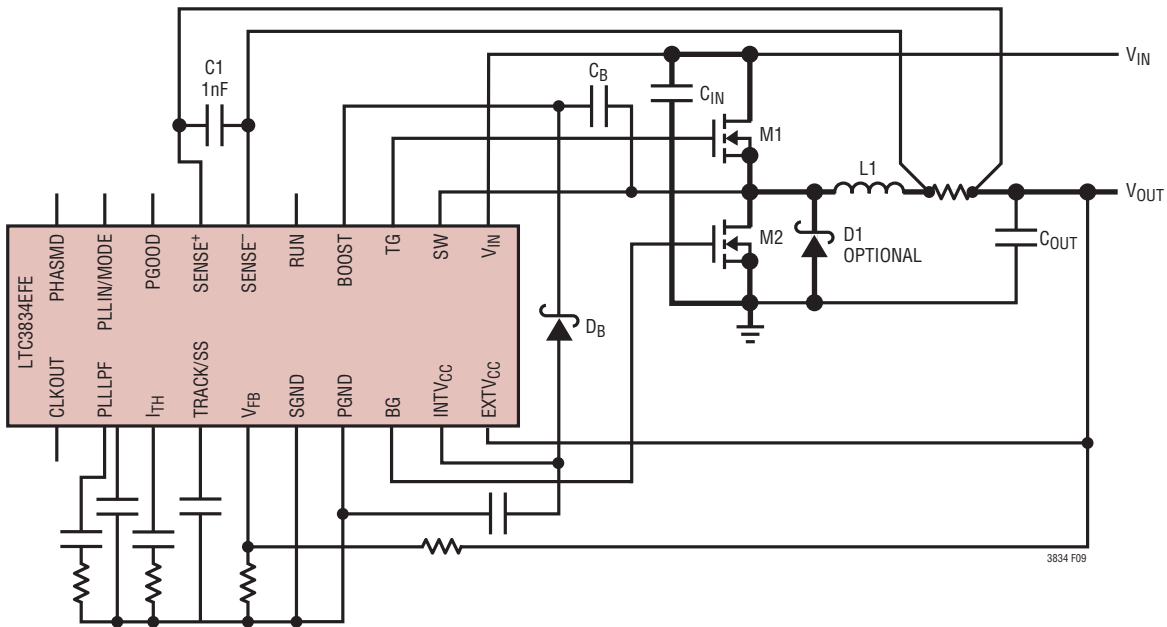 C1
1nF
C_B
C_IN
V_IN
M1
L1
V_OUT
M2
D1
OPTIONAL
C_OUT
D_B
LTC3834EFE
PHASMD
PLLIN/MODE
PGOOD
SENSE⁺
SENSE⁻
RUN
BOOST
TG
SW
V_IN
CLKOUT
PLLLPF
I_TH
TRACK/SS
V_FB
SGND
PGND
BG
INTV_CC
EXTV_CC
3834 F09